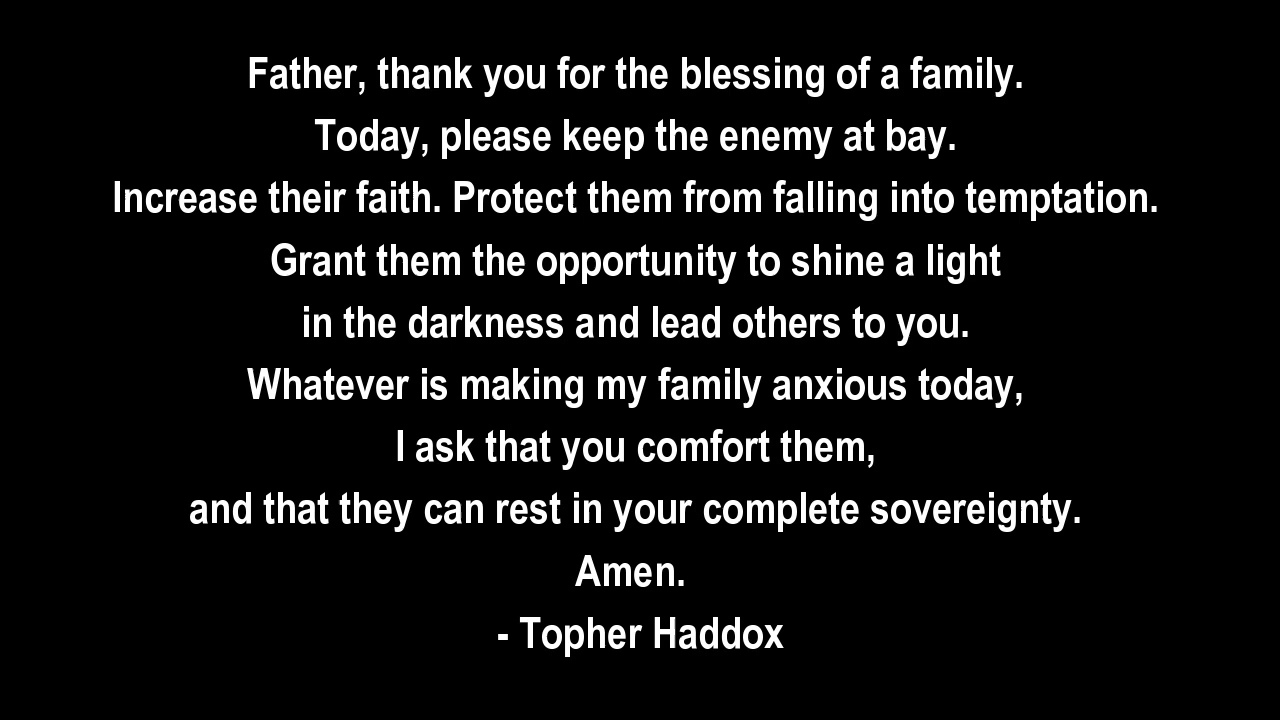 Father, thank you for the blessing of a family.
Today, please keep the enemy at bay.
Increase their faith. Protect them from falling into temptation.
Grant them the opportunity to shine a light
in the darkness and lead others to you.
Whatever is making my family anxious today,
I ask that you comfort them,
and that they can rest in your complete sovereignty.
Amen.
- Topher Haddox